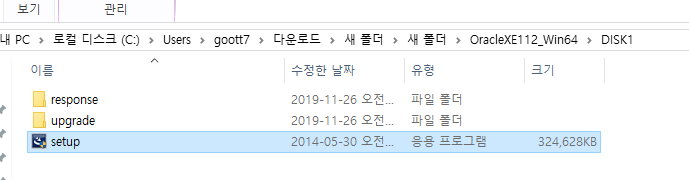 보기 관리
내 PC > 로컬 디스크 (C:) > Users > goott7 > 다운로드 > 새 폴더 > 새 폴더 > OracleXE112_Win64 > DISK1
이름 수정한 날짜 유형 크기
response 2019-11-26 오전... 파일 폴더
upgrade 2019-11-26 오전... 파일 폴더
setup 2014-05-30 오전... 응용 프로그램 324,628KB